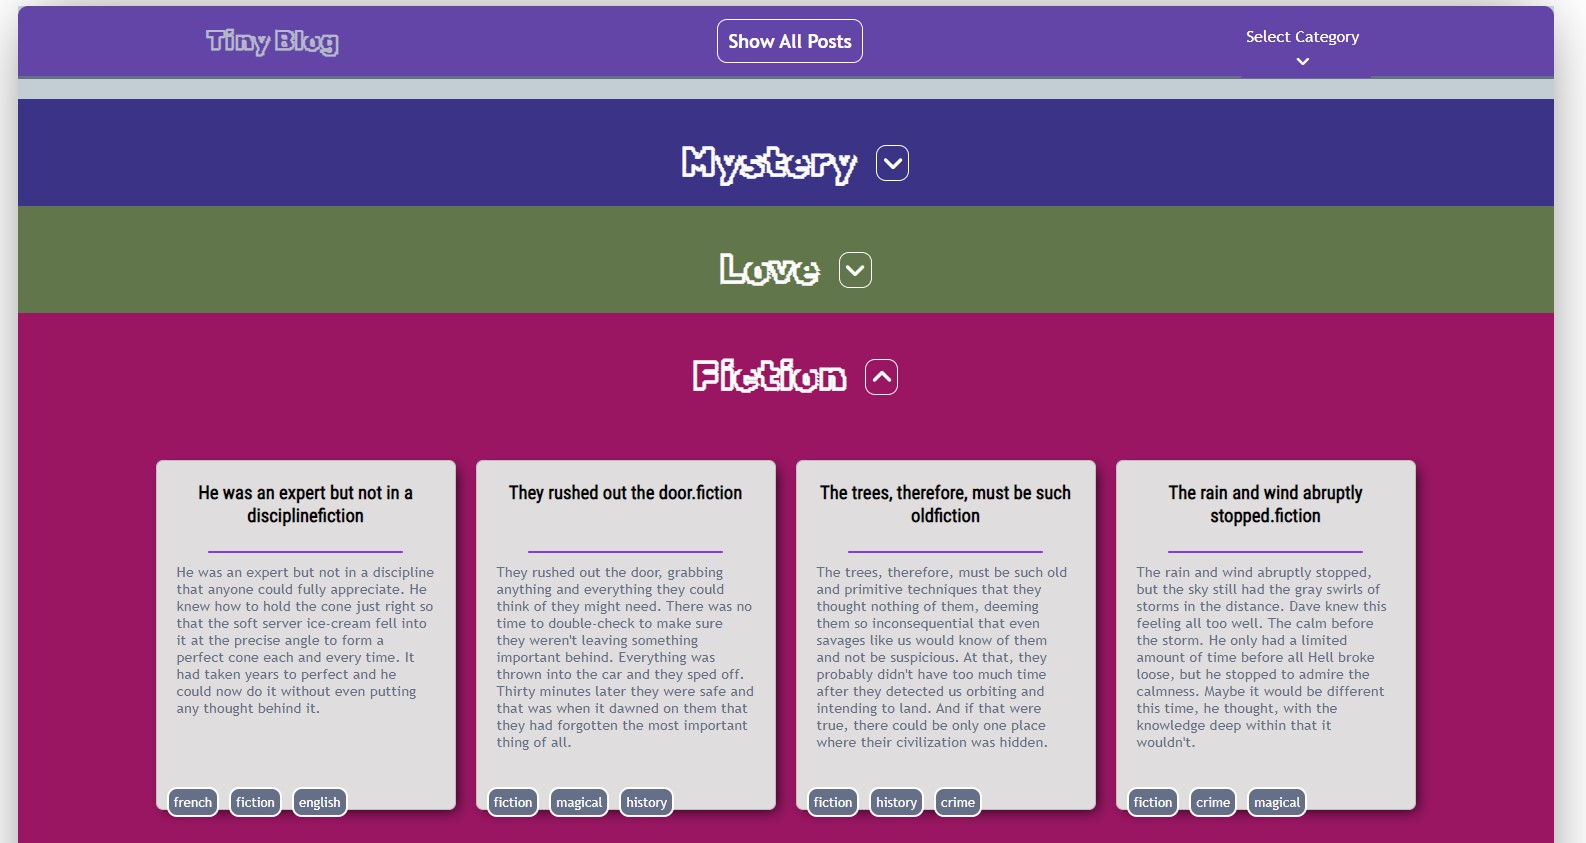 Tiny Blog
Show All Posts
Select Category
Mystery
Love
Fiction
He was an expert but not in a
disciplinefiction
He was an expert but not in a discipline
that anyone could fully appreciate. He
knew how to hold the cone just right so
that the soft server ice-cream fell into
it at the precise angle to form a
perfect cone each and every time. It
had taken years to perfect and he
could now do it without even putting
any thought behind it.
french
fiction
english
They rushed out the door.fiction
They rushed out the door, grabbing
anything and everything they could
think of they might need. There was no
time to double-check to make sure
they weren't leaving something
important behind. Everything was
thrown into the car and they sped off.
Thirty minutes later they were safe and
that was when it dawned on them that
they had forgotten the most important
thing of all.
fiction
magical
history
The trees, therefore, must be such
oldfiction
The trees, therefore, must be such old
and primitive techniques that they
thought nothing of them, deeming
them so inconsequential that even
savages like us would know of them
and not be suspicious. At that, they
probably didn't have too much time
after they detected us orbiting and
intending to land. And if that were
true, there could be only one place
where their civilization was hidden.
fiction
history
crime
The rain and wind abruptly
stopped.fiction
The rain and wind abruptly stopped,
but the sky still had the gray swirls of
storms in the distance. Dave knew this
feeling all too well. The calm before
the storm. He only had a limited
amount of time before all Hell broke
loose, but he stopped to admire the
calmness. Maybe it would be different
this time, he thought, with the
knowledge deep within that it
wouldn't.
fiction
crime
magical